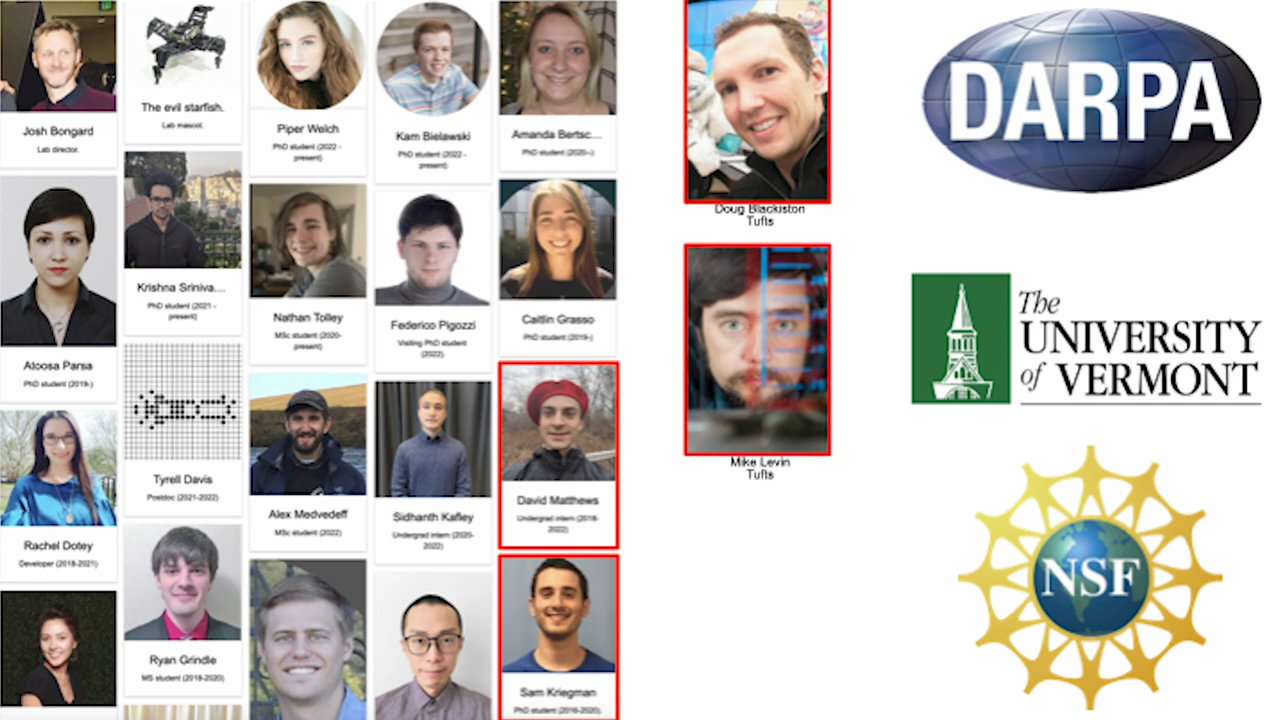 Josh Bongard
Lab director.
Atoosa Parsa
PhD student (2019-)
Rachel Dotey
Developer (2018-2021)
The evil starfish.
Lab mascot.
Krishna Sriniva....
PhD student (2021 -
present)
Tyrell Davis
Postdoc (2021-2022)
Ryan Grindle
MS student (2018-2020)
Piper Welch
PhD student (2022 -
present)
Nathan Tolley
MSc student (2020-
present)
Alex Medvedeff
MSc student (2022)
Kam Bielawski
PhD student (2022 -
present)
Federico Pigozzi
Visiting PhD student
(2022).
Sidhanth Kafley
Undergrad intern (2020-
2022)
Amanda Bertsc...
PhD student (2020-)
Caitlin Grasso
PhD student (2019-)
David Matthews
Undergrad intern (2018-
2022)
Sam Kriegman
PhD student (2016-2020).
Doug Blackiston
Tufts
Mike Levin
Tufts
DARPA
The
UNIVERSITY
of VERMONT
NSF